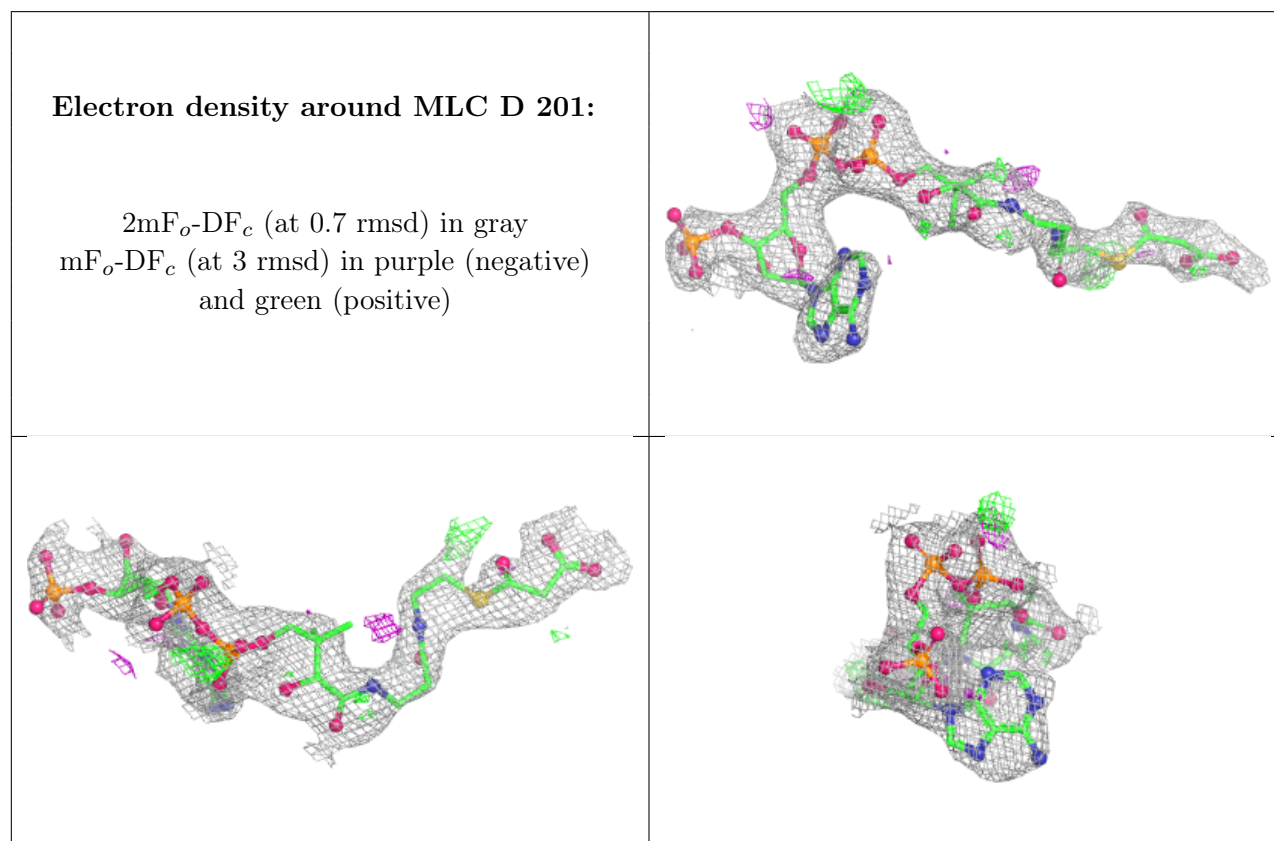 Electron density around MLC D 201:
2mFo-DFc (at 0.7 rmsd) in gray
mFo-DFc (at 3 rmsd) in purple (negative)
and green (positive)